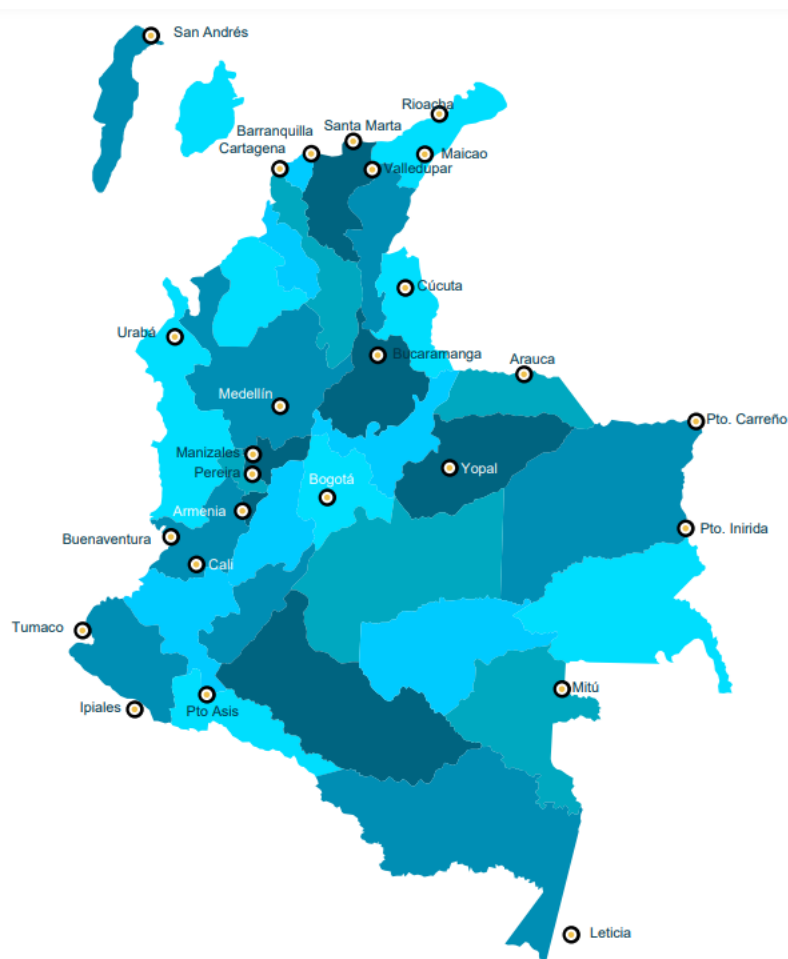 San Andrés
Rioacha
Santa Marta
Barranquilla
Cartagena
Maicao
Valledupar
Cúcuta
Urabá
Bucaramanga
Arauca
Medellín
Pto. Carreño
Manizales
Yopal
Pereira
Bogotá
Armenia
Pto. Inirida
Buenaventura
Cali
Tumaco
Mitú
Ipiales
Pto Asis
Leticia